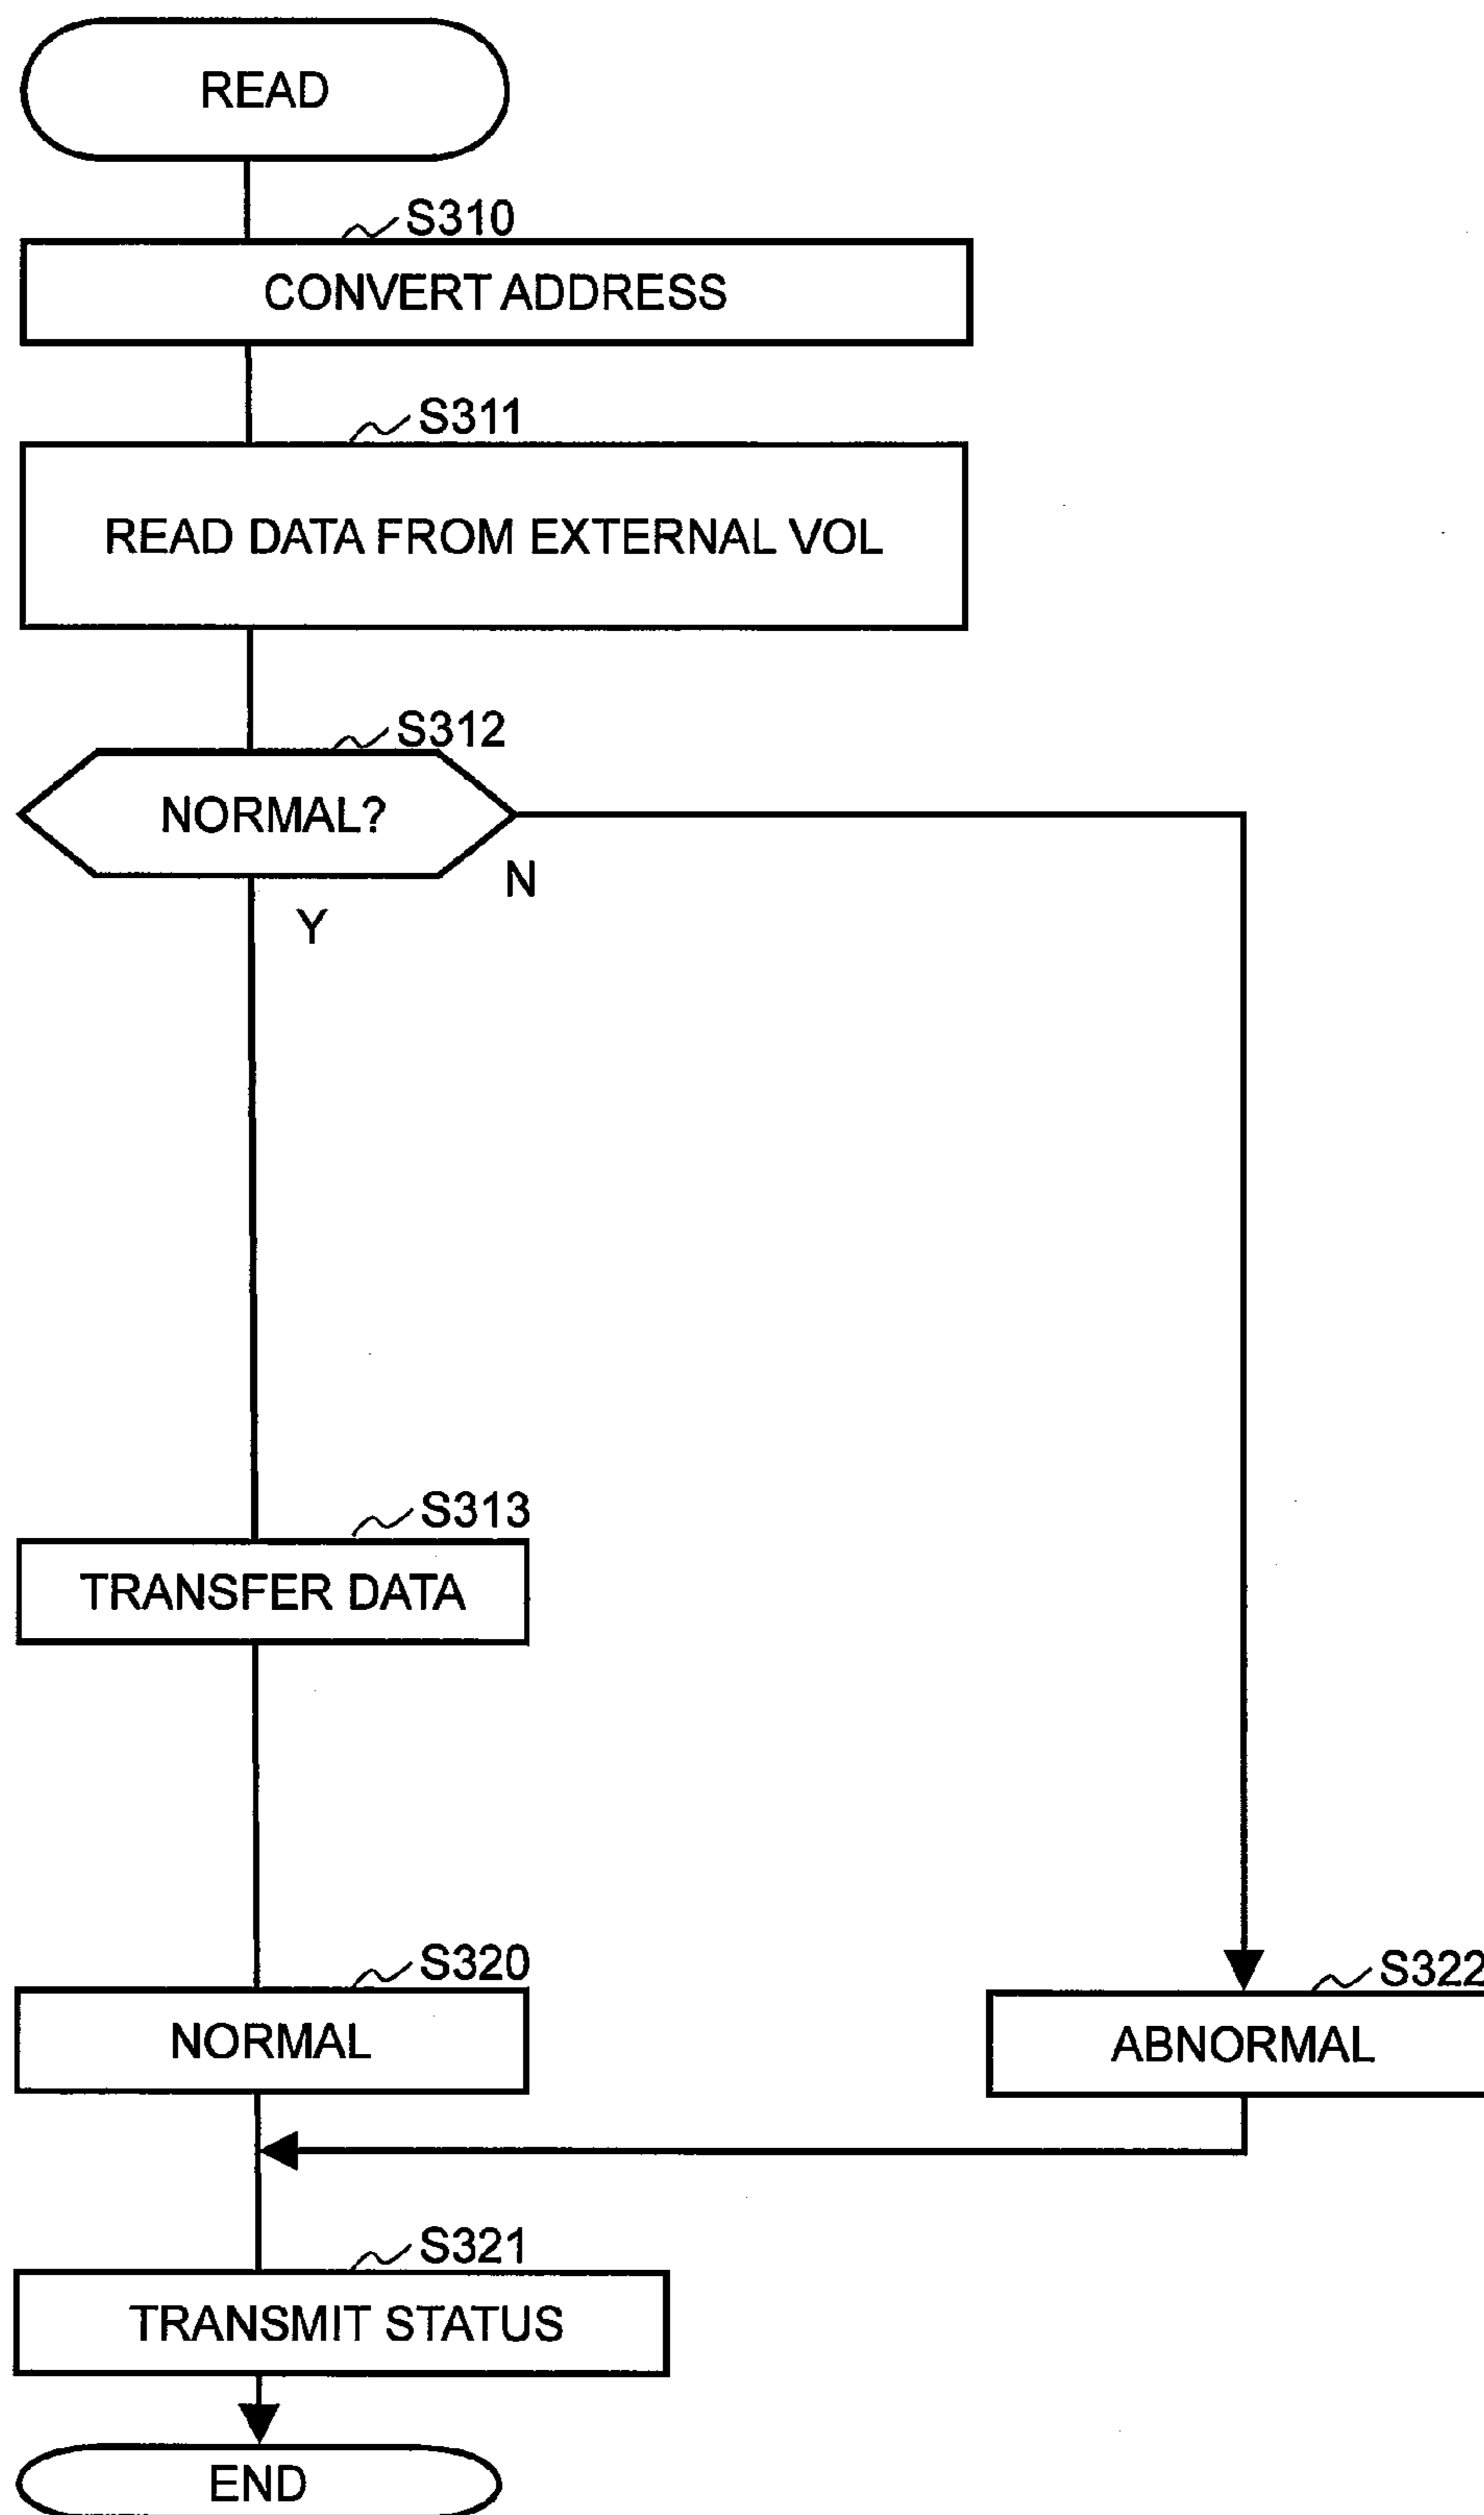 READ
S310
CONVERT ADDRESS
S311
READ DATA FROM EXTERNAL VOL
S312
NORMAL?
N
Y
S313
TRANSFER DATA
S320
NORMAL
S322
ABNORMAL
S321
TRANSMIT STATUS
END